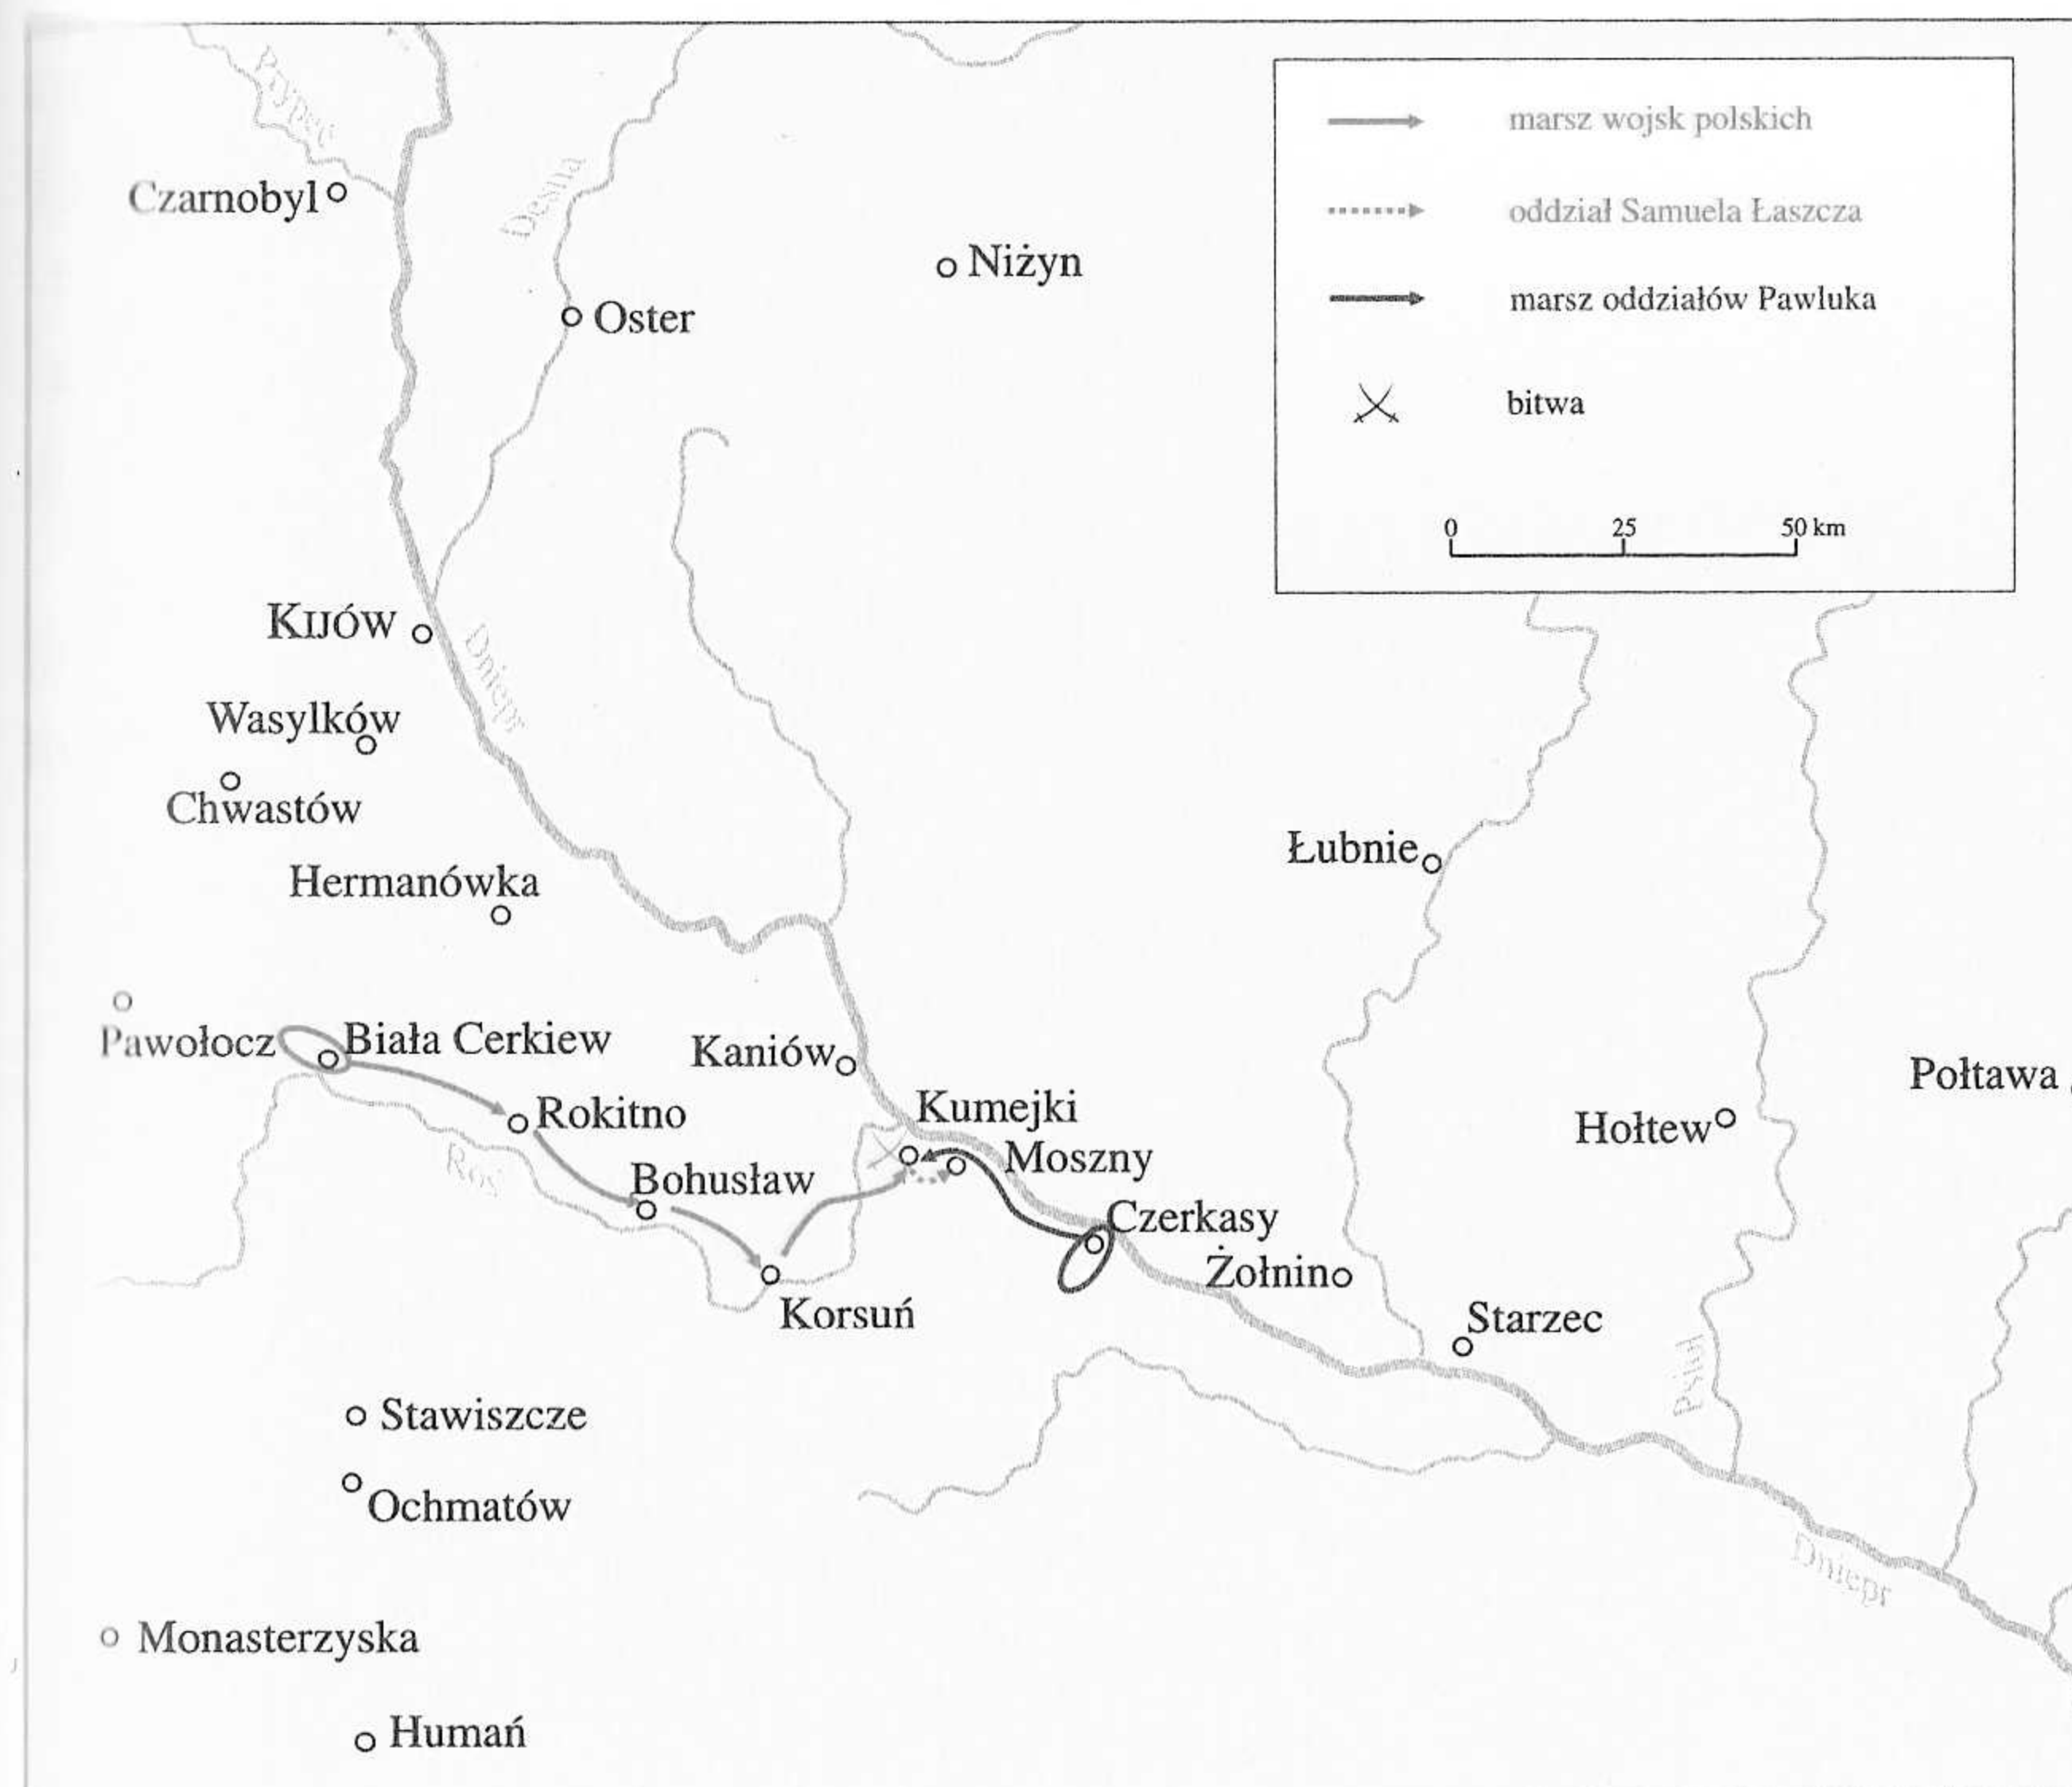 Prypeć
Czarnobyl
Desna
Niżyn
Oster
marsz wojsk polskich
oddział Samuela Łaszcza
marsz oddziałów Pawluka
bitwa
0 25 50 km
KIJÓW
Dniepr
Wasylków
Chwastów
Hermanówka
Łubnie
Pawołocz
Biała Cerkiew
Kaniów
Rokitno
Kumejki
Moszny
Roś
Bohusław
Korsuń
Czerkasy
Żołnino
Starzec
Hołtew
Połtawa
Psioł
Stawiszcze
Ochmatów
Dniepr
Monasterzyska
Humań